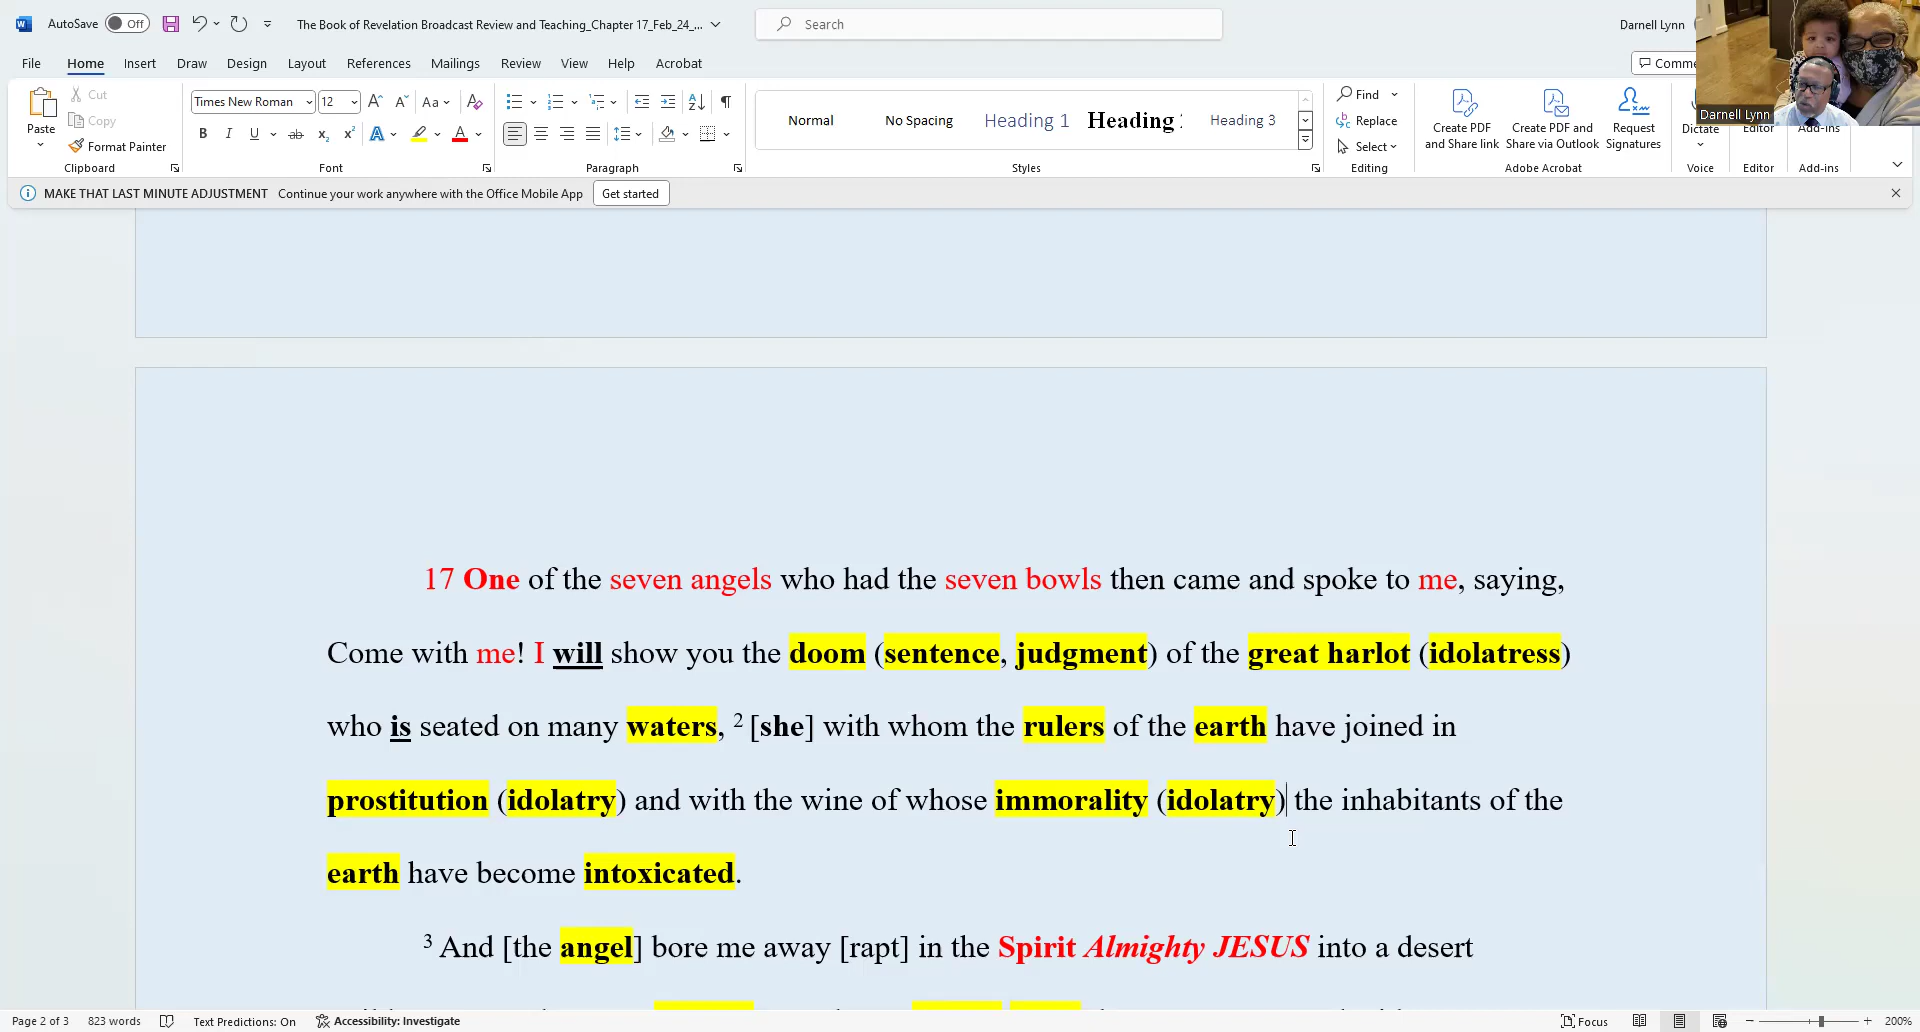 AutoSave Off The Book of Revelation Broadcast Review and Teaching_Chapter 17_Feb_24_... Search Darnell Lynn
File Home Insert Draw Design Layout References Mailings Review View Help Acrobat
Paste Cut Copy Format Painter
Clipboard
Times New Roman 12
Font
Paragraph
Normal No Spacing Heading 1 Heading Heading 3
Styles
Find
Replace
Select
Editing
Create PDF and Share link
Create PDF and Share via Outlook
Request Signatures
Adobe Acrobat
Dictate
Voice
Editor
Editor
Add-ins
Add-ins
Darnell Lynn
MAKE THAT LAST MINUTE ADJUSTMENT Continue your work anywhere with the Office Mobile App Get started
17 One of the seven angels who had the seven bowls then came and spoke to me, saying,
Come with me! I will show you the doom (sentence, judgment) of the great harlot (idolatress)
who is seated on many waters, 2 [she] with whom the rulers of the earth have joined in
prostitution (idolatry) and with the wine of whose immorality (idolatry) the inhabitants of the
earth have become intoxicated.
3 And [the angel] bore me away [rapt] in the Spirit Almighty JESUS into a desert
Page 2 of 3 823 words Text Predictions: On Accessibility: Investigate Focus 200%